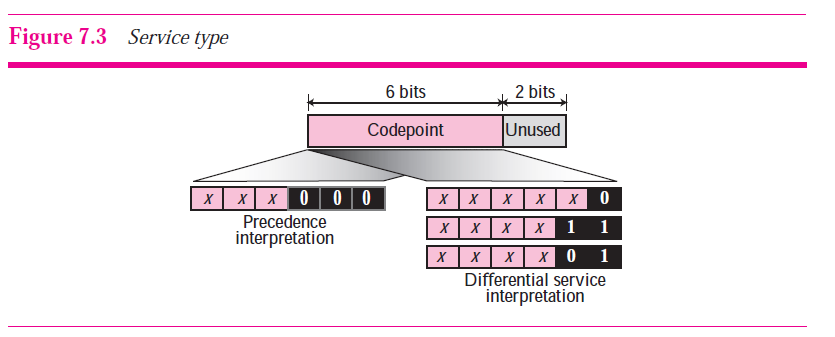 Figure 7.3 Service type
6 bits 2 bits
Codepoint Unused
x x x 0 0 0
Precedence
interpretation
x x x x x 0
x x x x 1 1
x x x x 0 1
Differential service
interpretation